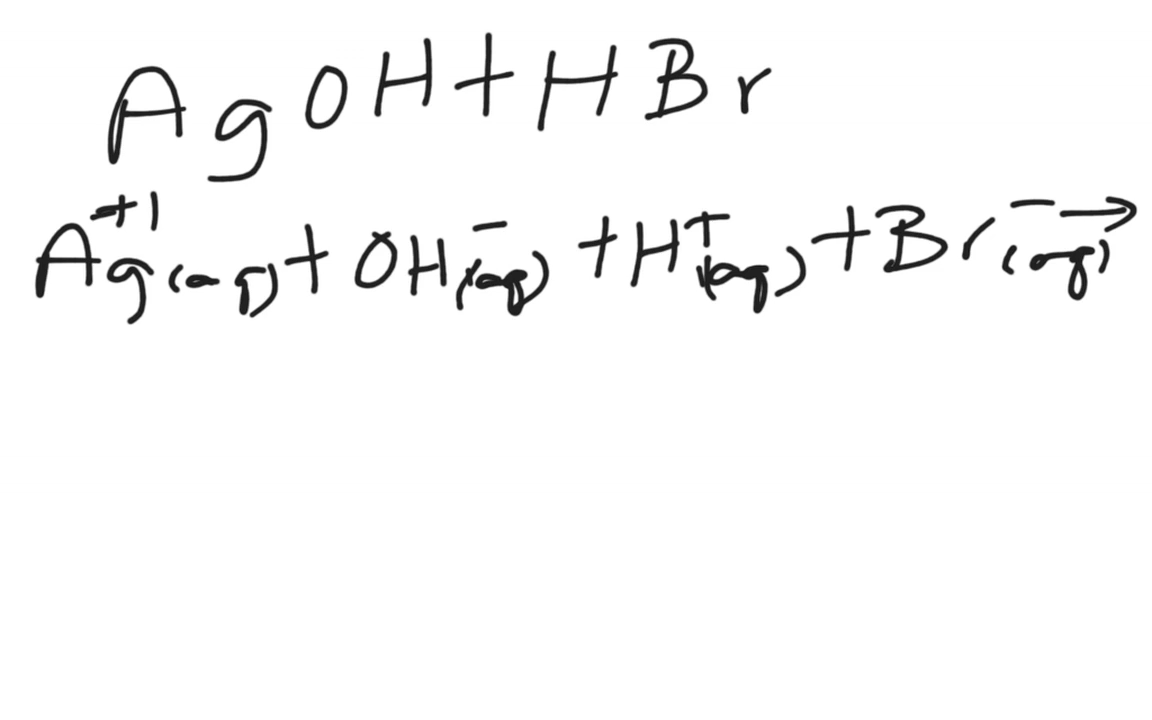 AgOH + HBr
Ag⁺¹(aq) + OH⁻(aq) + H⁺(aq) + Br⁻(aq) →